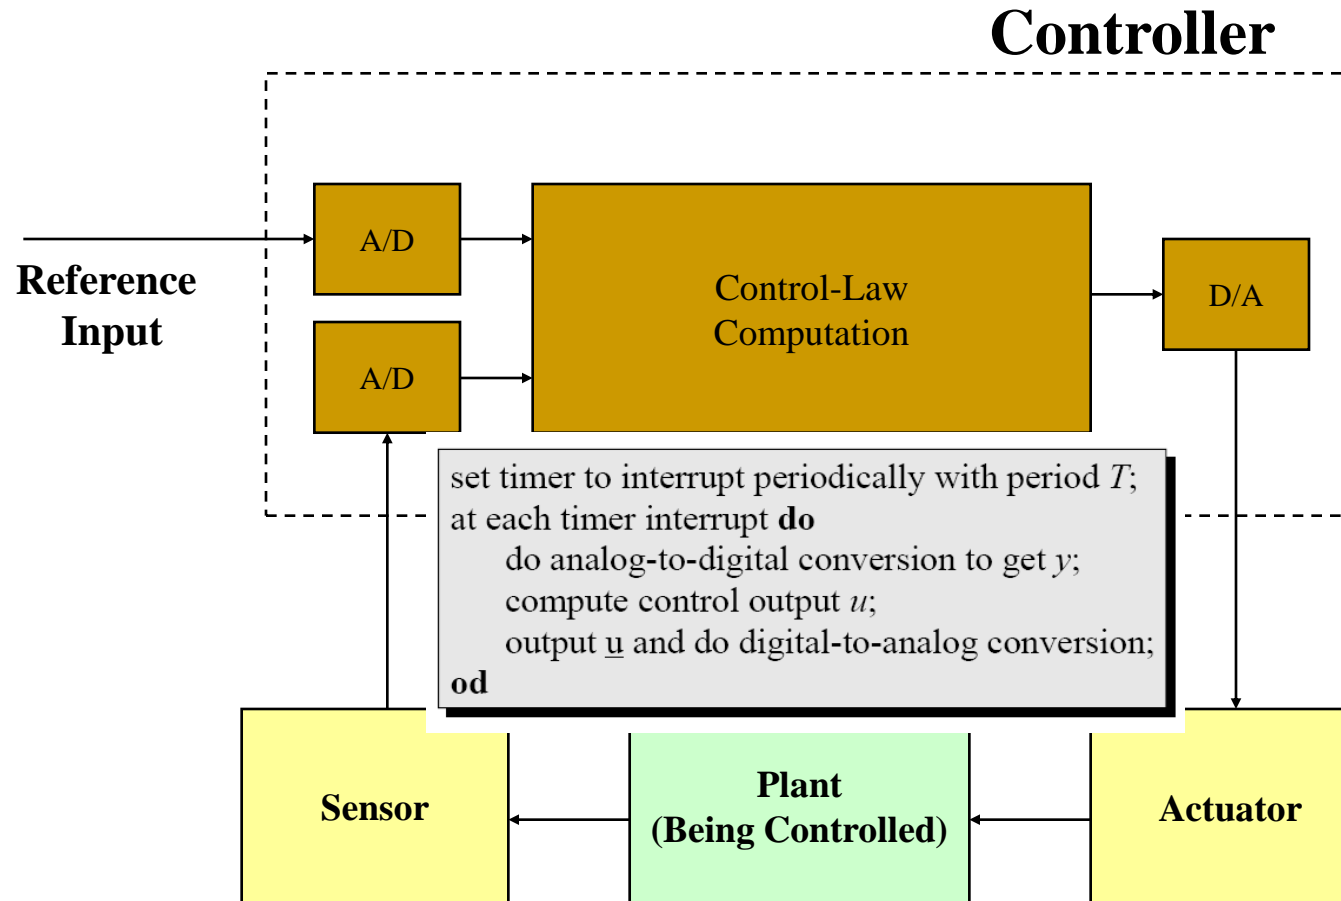 Controller
A/D
Reference
Input
A/D
Control-Law
Computation
D/A
set timer to interrupt periodically with period T;
at each timer interrupt do
do analog-to-digital conversion to get y;
compute control output u;
output u and do digital-to-analog conversion;
od
Sensor
Plant
(Being Controlled)
Actuator